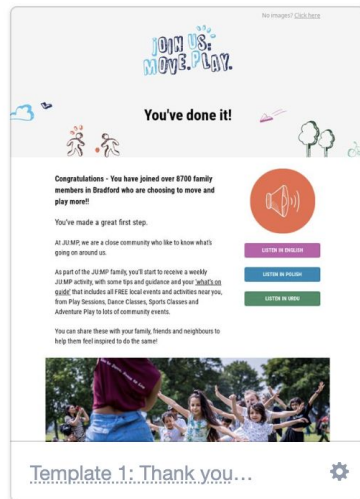 No images? Click here
JOIN US:
MOVE. PLAY.
You've done it!
Congratulations - You have joined over 8700 family
members in Bradford who are choosing to move and
play more!!
You've made a great first step.
At JU:MP, we are a close community who like to know what's
going on around us.
As part of the JU:MP family, you'll start to receive a weekly
JU:MP activity, with some tips and guidance and your 'what's on
guide' that includes all FREE local events and activities near you,
from Play Sessions, Dance Classes, Sports Classes and
Adventure Play to lots of community events.
You can share these with your family, friends and neighbours to
help them feel inspired to do the same!
LISTEN IN ENGLISH
LISTEN IN POLISH
LISTEN IN URDU
Template 1: Thank you…